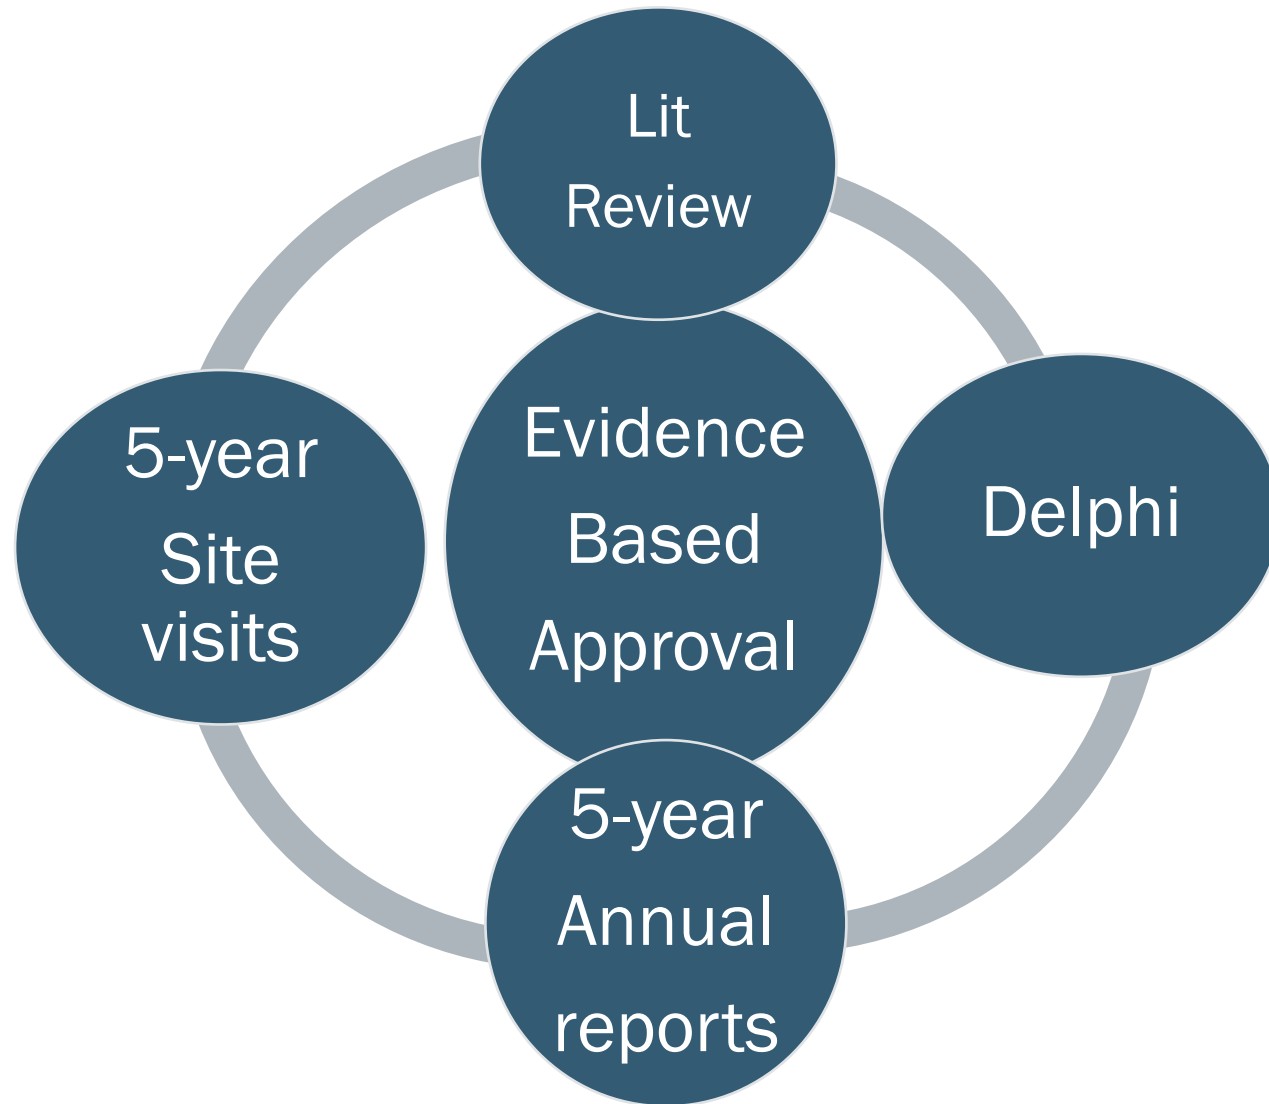 Lit
Review
Evidence
Based
Approval
5-year
Site
visits
Delphi
5-year
Annual
reports